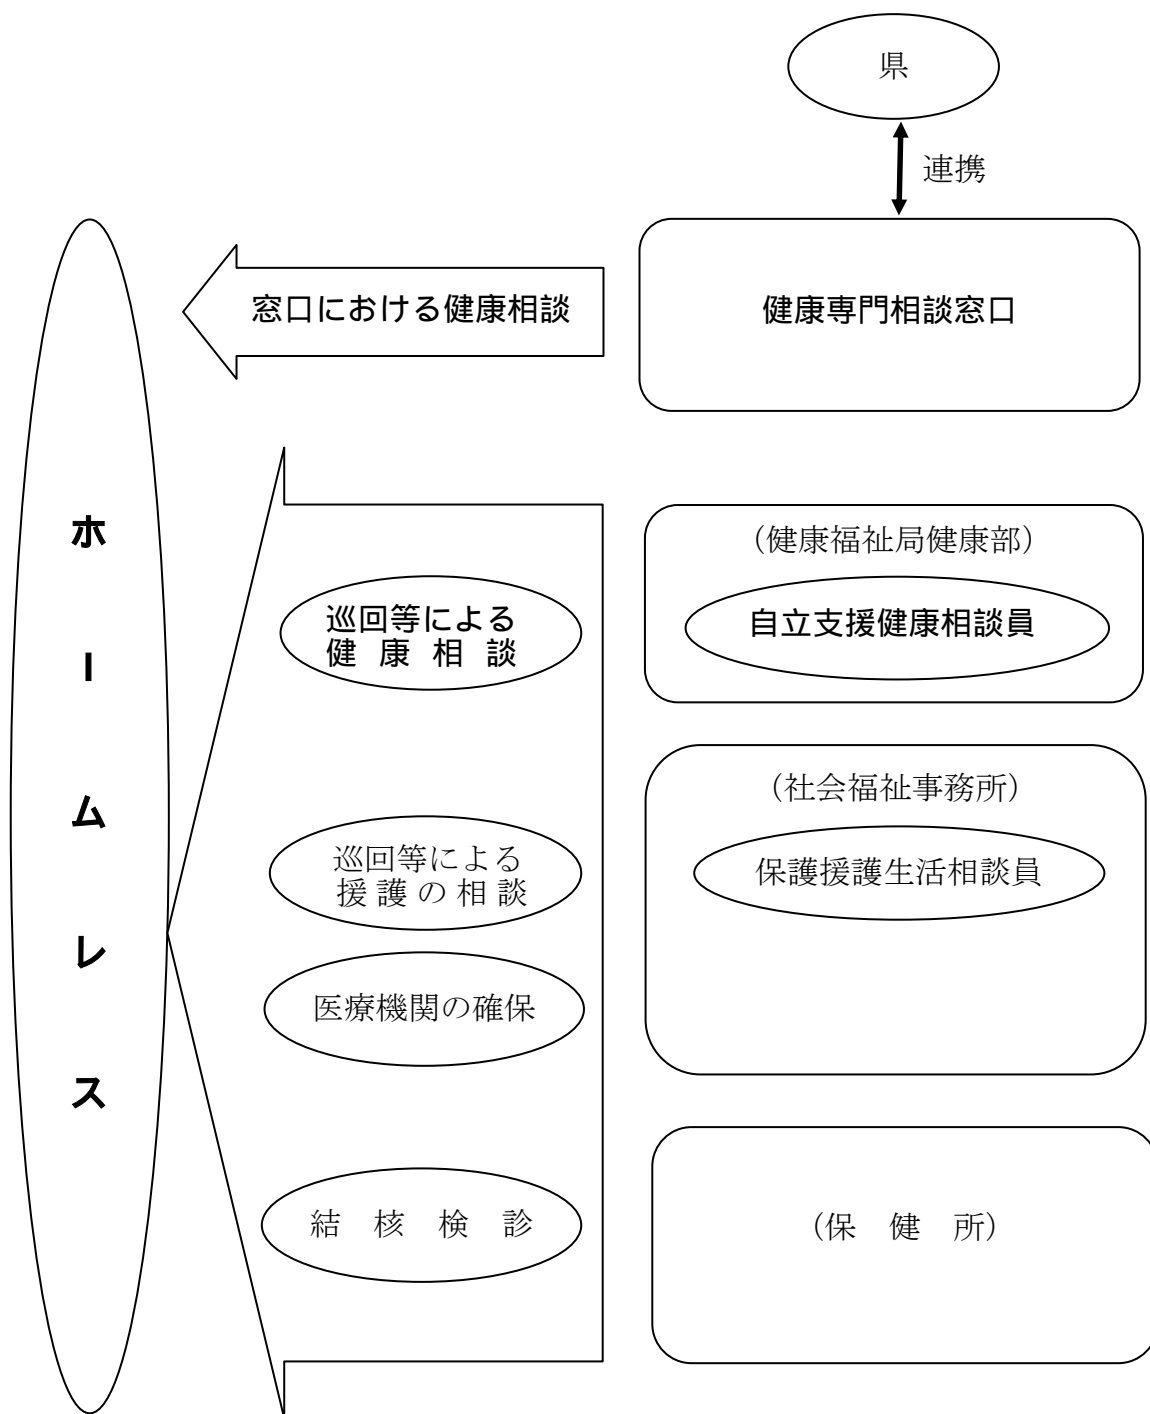 県
連携
窓口における健康相談
健康専門相談窓口
ホームレス
（健康福祉局健康部）
巡回等による
健康相談
自立支援健康相談員
（社会福祉事務所）
巡回等による
援護の相談
保護援護生活相談員
医療機関の確保
結核検診
（保健所）